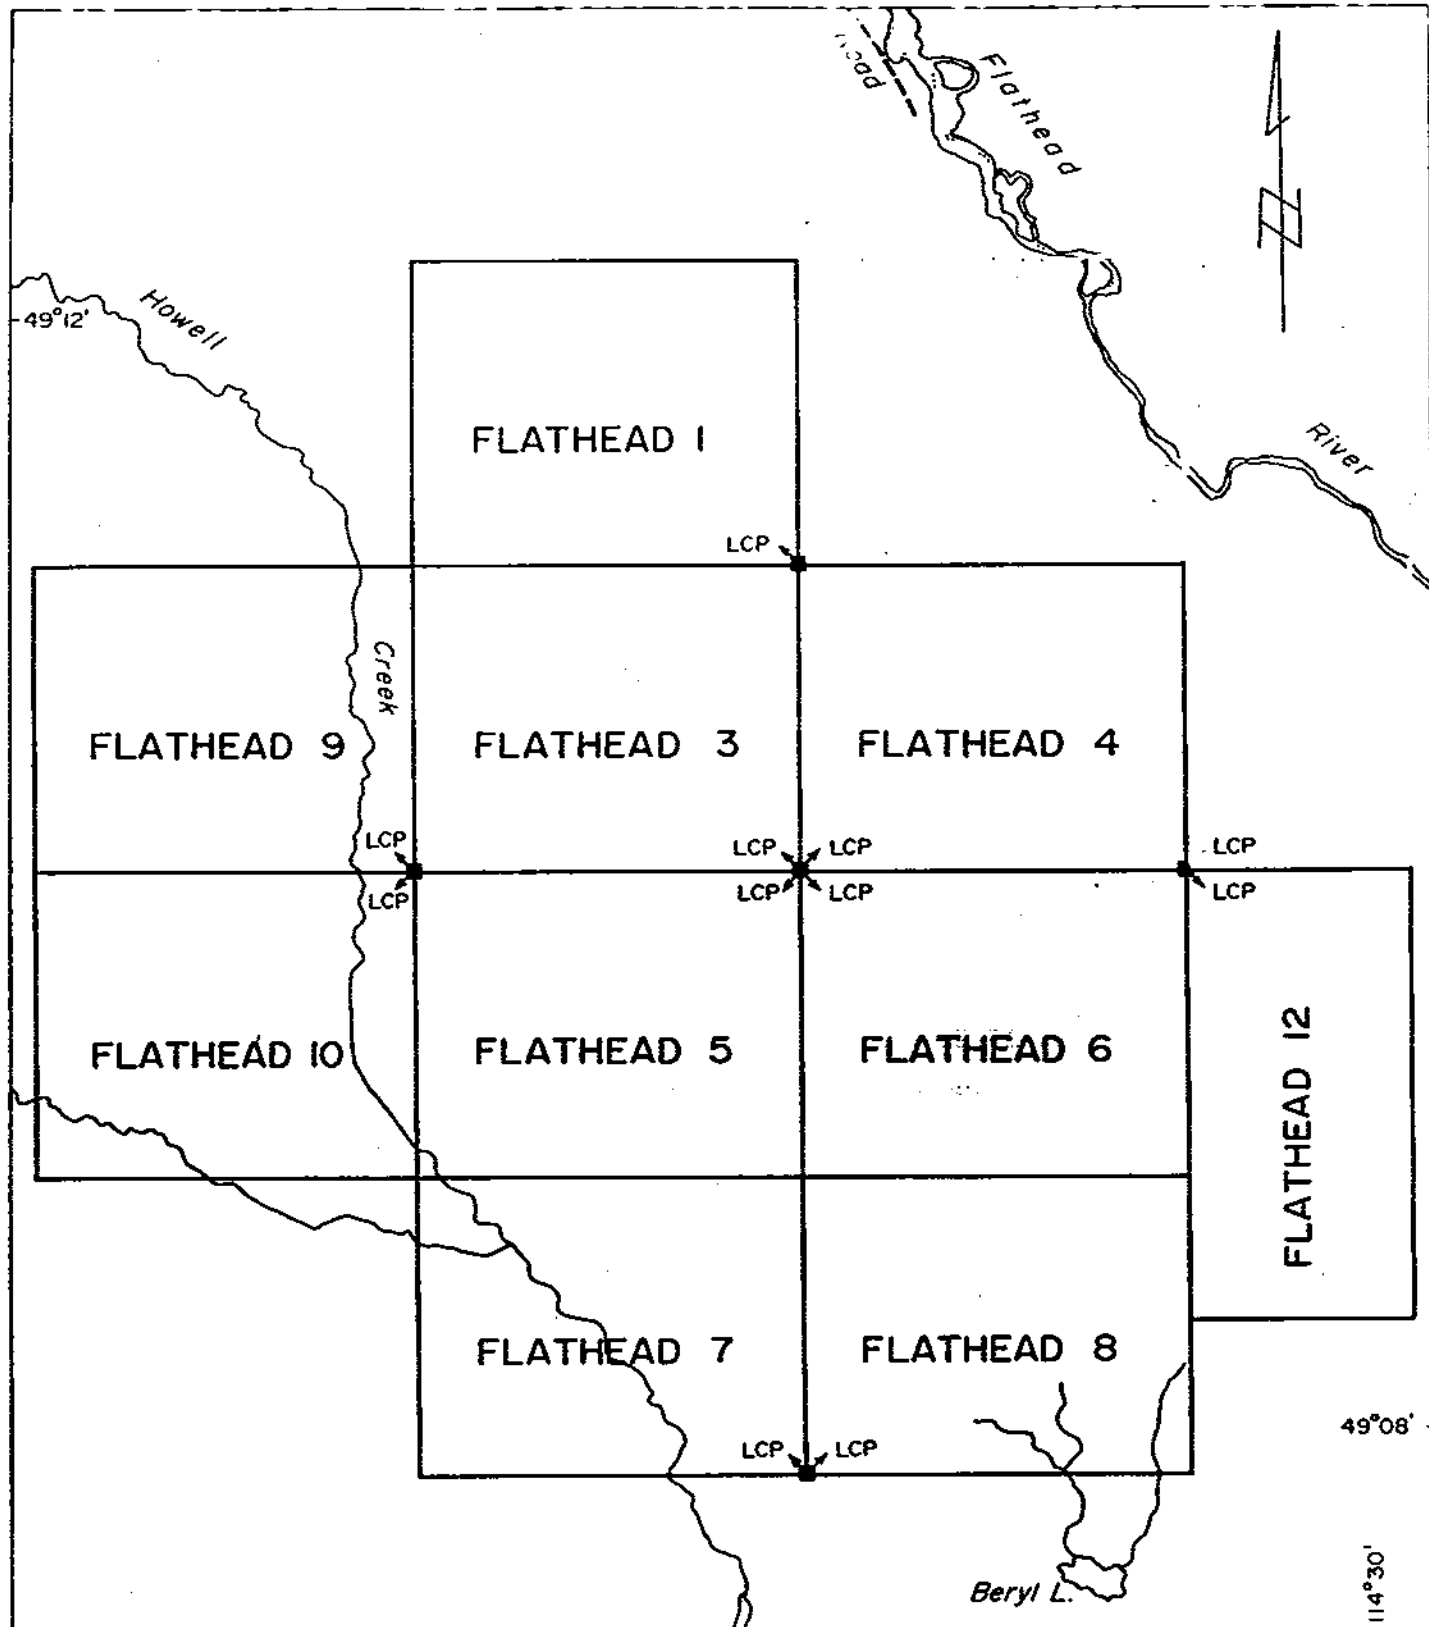 Flathead
49°12'
Howell
River
FLATHEAD 1
LCP
Creek
FLATHEAD 9
FLATHEAD 3
FLATHEAD 4
LCP
LCP
LCP
LCP
LCP
LCP
LCP
LCP
FLATHEAD 10
FLATHEAD 5
FLATHEAD 6
FLATHEAD 12
FLATHEAD 7
FLATHEAD 8
49°08'
LCP
LCP
Beryl L.
114°30'